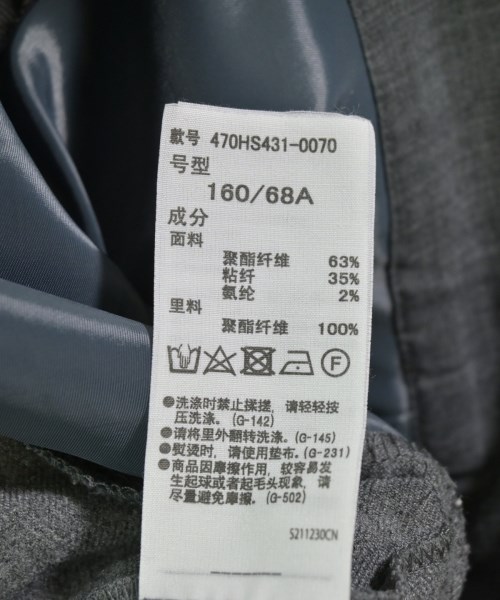 款号 470HS431-0070
号型
160/68A
成分
面料
聚酯纤维 63%
粘纤 35%
氨纶 2%
里料
聚酯纤维 100%
F
●洗涤时禁止揉搓，请轻轻按
压洗涤。(G-142)
●请将里外翻转洗涤。(G-145)
●熨烫时，请使用垫布。(G-231)
●商品因摩擦作用，较容易发
生起球或者起毛头现象，请
尽量避免摩擦。(G-502)
S211230CN